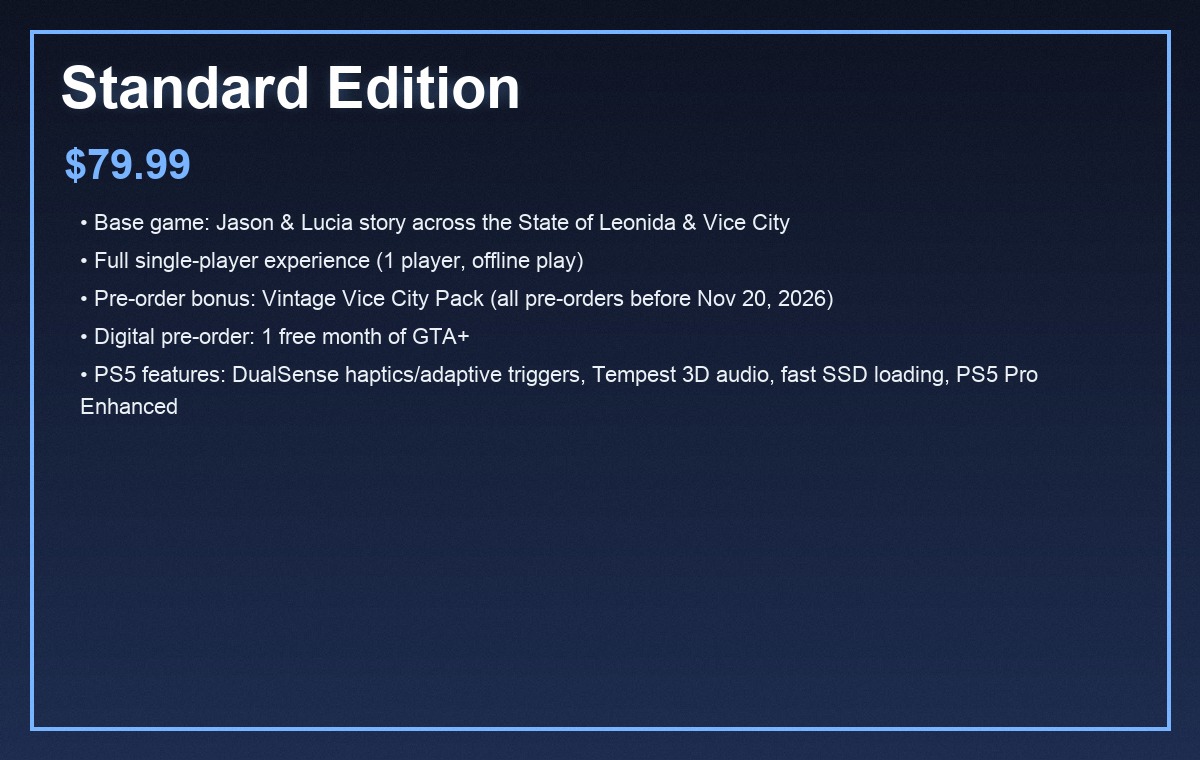 Standard Edition
$79.99
• Base game: Jason & Lucia story across the State of Leonida & Vice City
• Full single-player experience (1 player, offline play)
• Pre-order bonus: Vintage Vice City Pack (all pre-orders before Nov 20, 2026)
• Digital pre-order: 1 free month of GTA+
• PS5 features: DualSense haptics/adaptive triggers, Tempest 3D audio, fast SSD loading, PS5 Pro
Enhanced